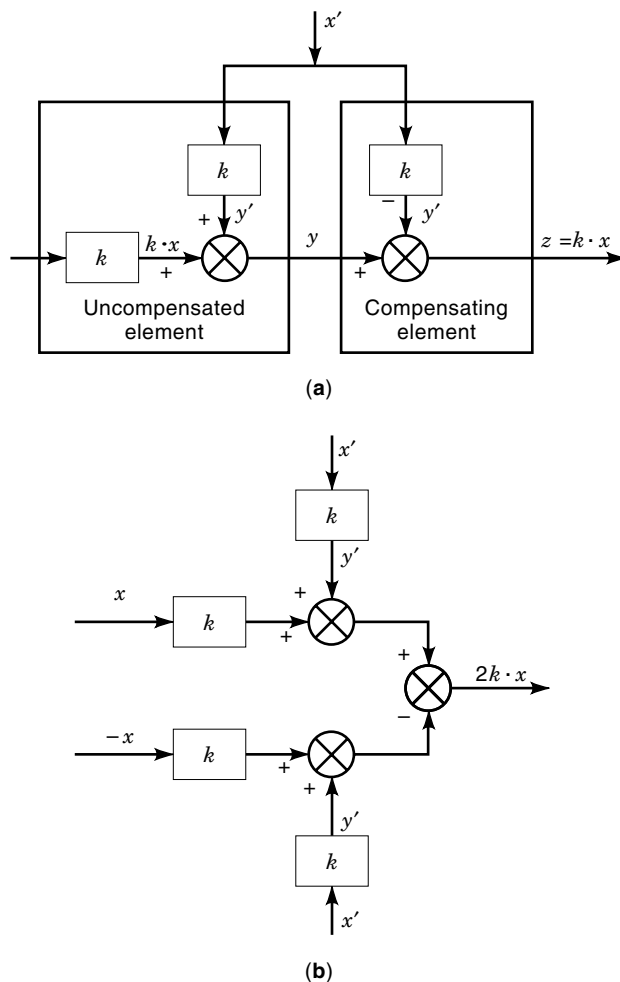 x′
k
k
+
y′
−
y′
k
k · x
+
y
+
z = k · x
Uncompensated
element
Compensating
element
(a)
x′
k
y′
x
k
+
+
+
2k · x
−
−x
k
+
+
y′
k
x′
(b)